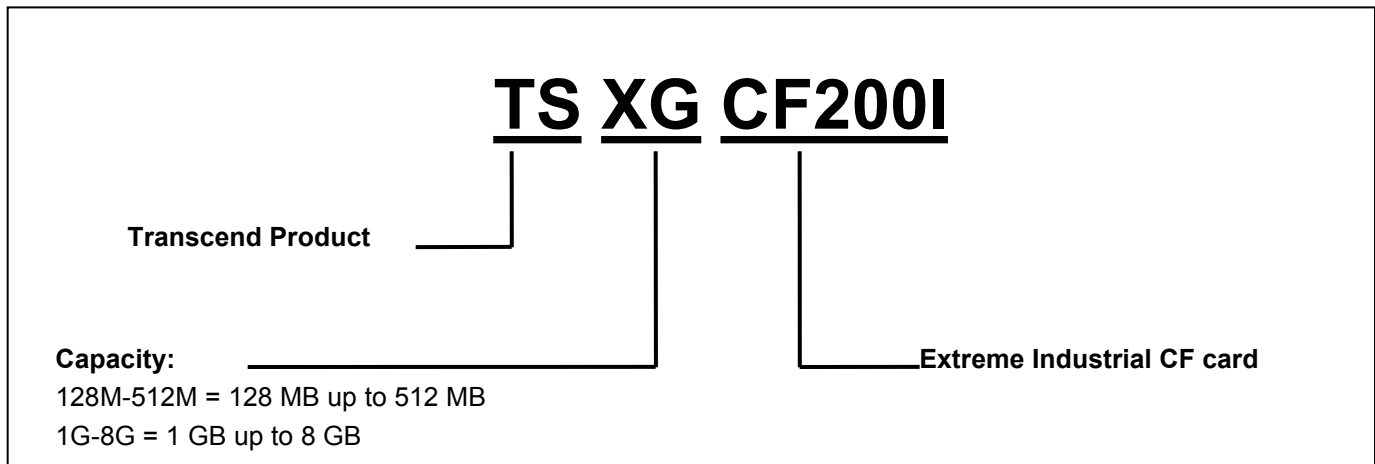 TS XG CF200I
Transcend Product
Capacity:
Extreme Industrial CF card
128M-512M = 128 MB up to 512 MB
1G-8G = 1 GB up to 8 GB